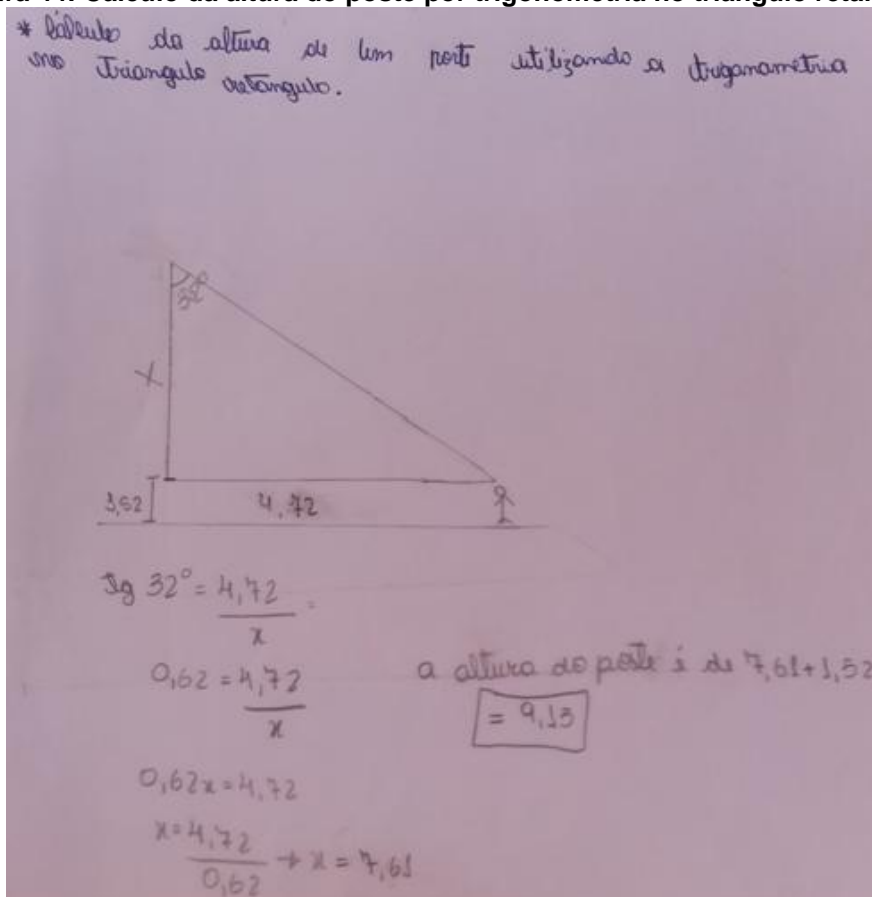 * Calculo da altura de um poste utilizando a trigonometria
no Triangulo retangulo.
32°
X
1,52
4,72
tg 32° = 4,72
x
0,62 = 4,72
x
a altura do poste é de 7,61+1,52
= 9,13
0,62x = 4,72
x = 4,72 → x = 7,61
0,62